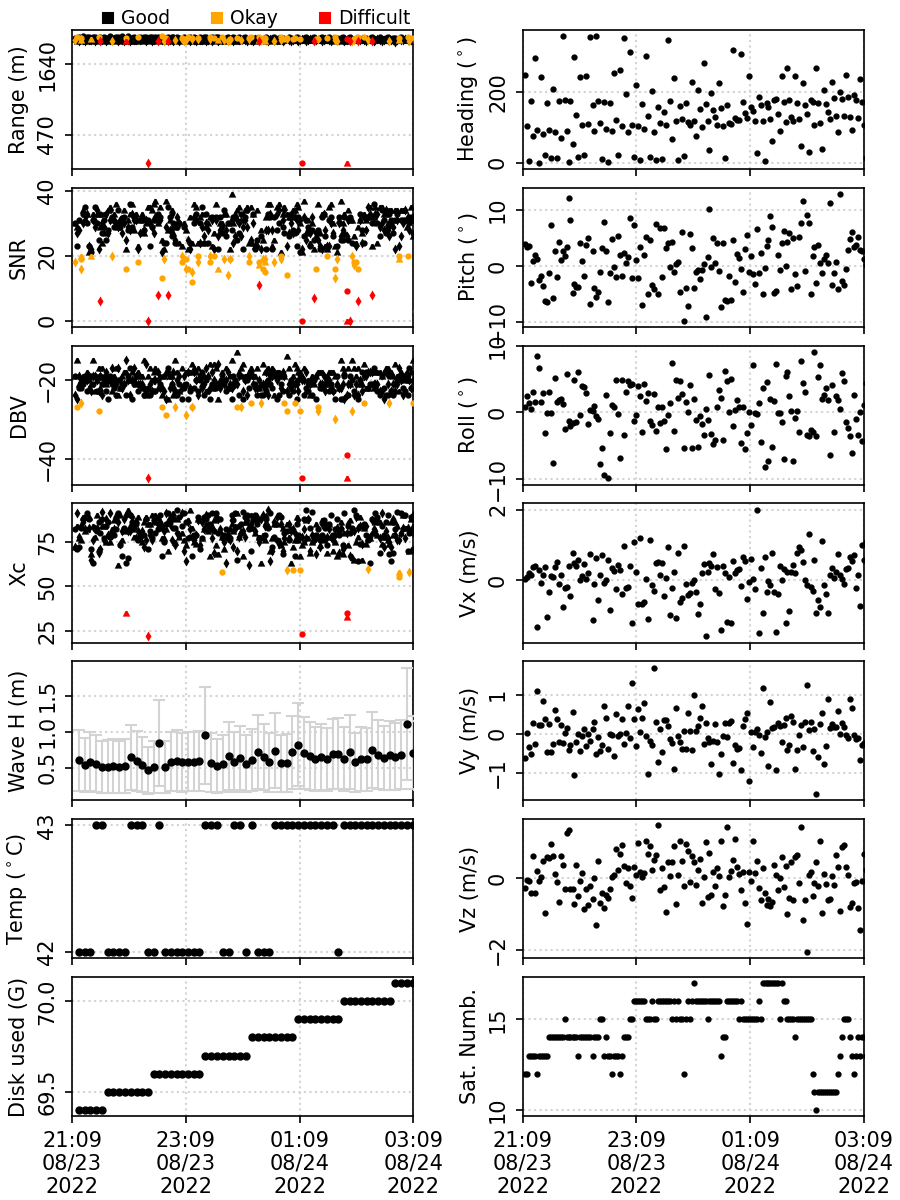 Good Okay Difficult
Range (m)
1640
470
SNR
40
20
0
DBV
−20
−40
Xc
75
50
25
Wave H (m)
1.5
1.0
0.5
Temp (°C)
43
42
Disk used (G)
70.0
69.5
21:09 23:09 01:09 03:09
08/23 08/23 08/24 08/24
2022 2022 2022 2022
Heading (°)
200
0
Pitch (°)
10
0
−10
Roll (°)
10
0
−10
Vx (m/s)
2
0
Vy (m/s)
1
0
−1
Vz (m/s)
0
−2
Sat. Numb.
15
10
21:09 23:09 01:09 03:09
08/23 08/23 08/24 08/24
2022 2022 2022 2022